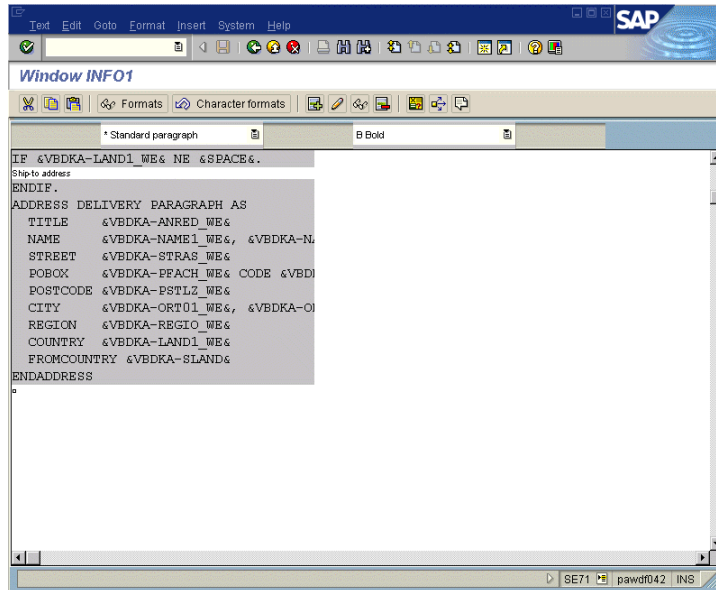 Text Edit Goto Format Insert System Help
SAP
Window INFO1
Formats Character formats
* Standard paragraph B Bold
IF &VBDKA-LAND1_WE& NE &SPACE&.
Ship-to address
ENDIF.
ADDRESS DELIVERY PARAGRAPH AS
TITLE &VBDKA-ANRED_WE&
NAME &VBDKA-NAME1_WE&, &VBDKA-NA
STREET &VBDKA-STRAS_WE&
POBOX &VBDKA-PFACH_WE& CODE &VBD
POSTCODE &VBDKA-PSTLZ_WE&
CITY &VBDKA-ORT01_WE&, &VBDKA-O
REGION &VBDKA-REGIO_WE&
COUNTRY &VBDKA-LAND1_WE&
FROMCOUNTRY &VBDKA-SLAND&
ENDADDRESS
SE71 pawdf042 INS